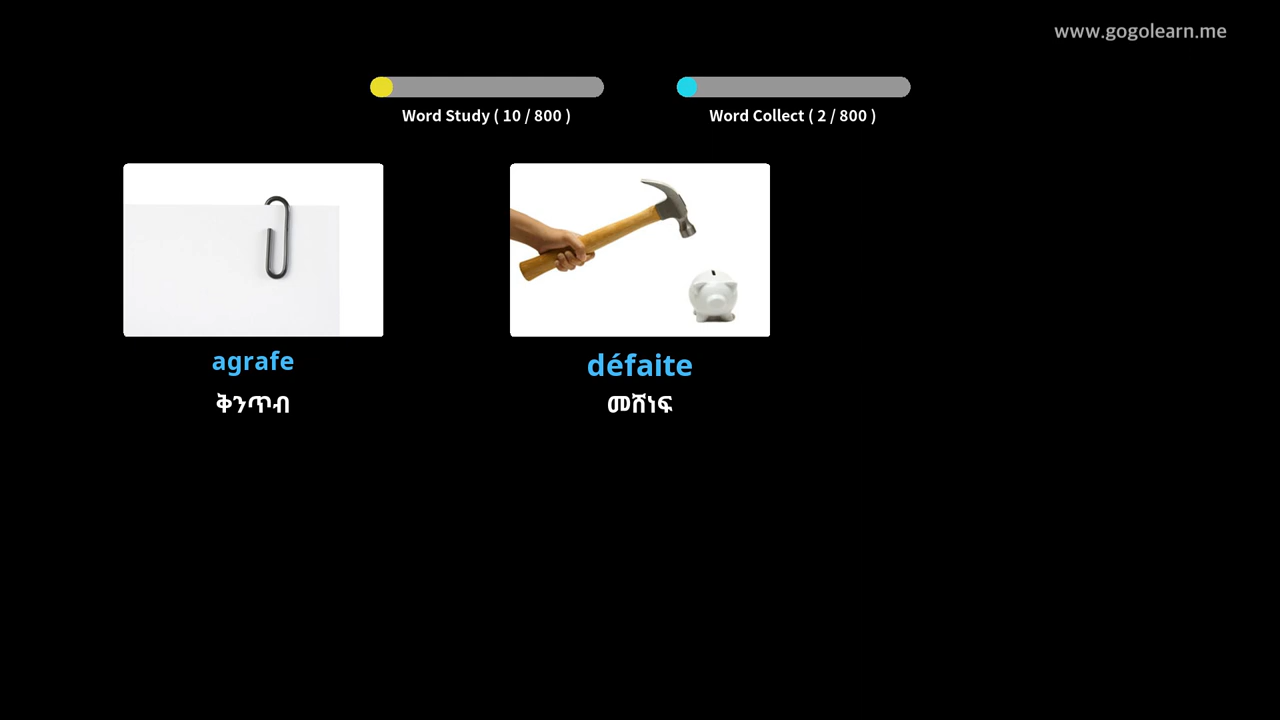 www.gogolearn.me
Word Study ( 10 / 800 )
Word Collect ( 2 / 800 )
agrafe
défaite
ቅንጥብ
መሸነፍ